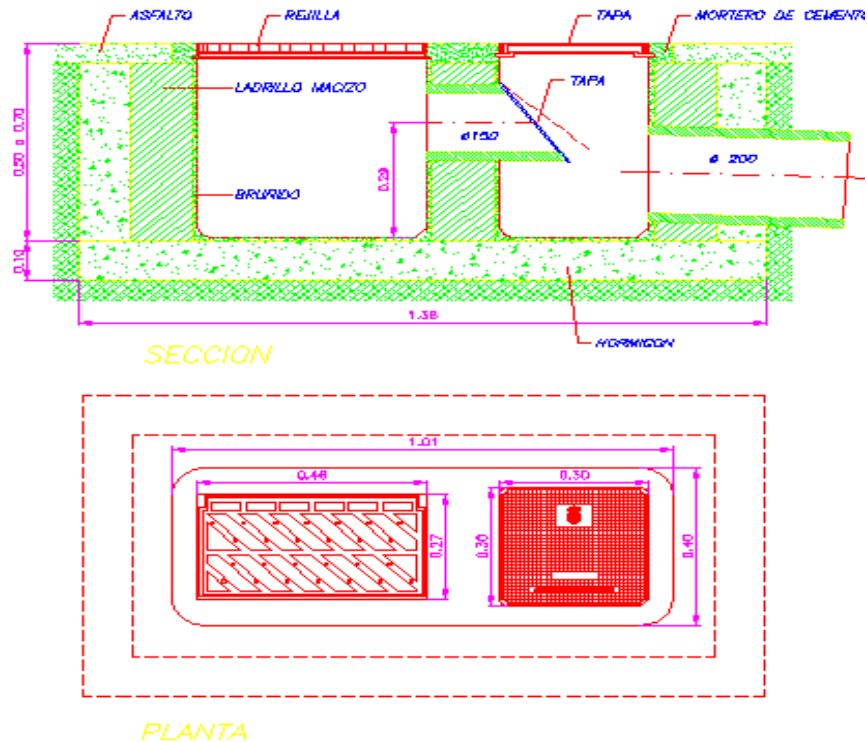 ASFALTO
REJILLA
TAPA
MORTERO DE CEMENTO
LADRILLO MACIZO
TAPA
ø150
ø 200
0.50 a 0.70
0.29
BRUÑIDO
0.10
1.38
HORMIGON
SECCION
1.01
0.46
0.30
0.27
0.30
0.40
PLANTA